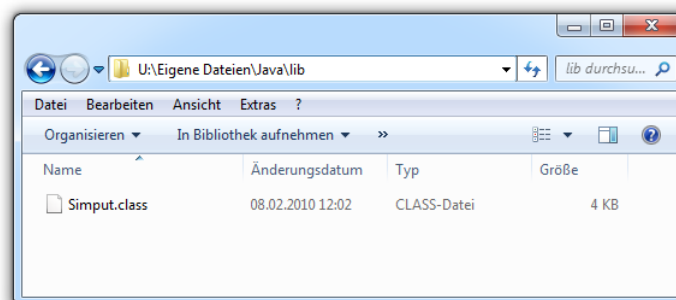 U:\Eigene Dateien\Java\lib lib durchsu...
Datei Bearbeiten Ansicht Extras ?
Organisieren In Bibliothek aufnehmen »
Name Änderungsdatum Typ Größe
Simput.class 08.02.2010 12:02 CLASS-Datei 4 KB